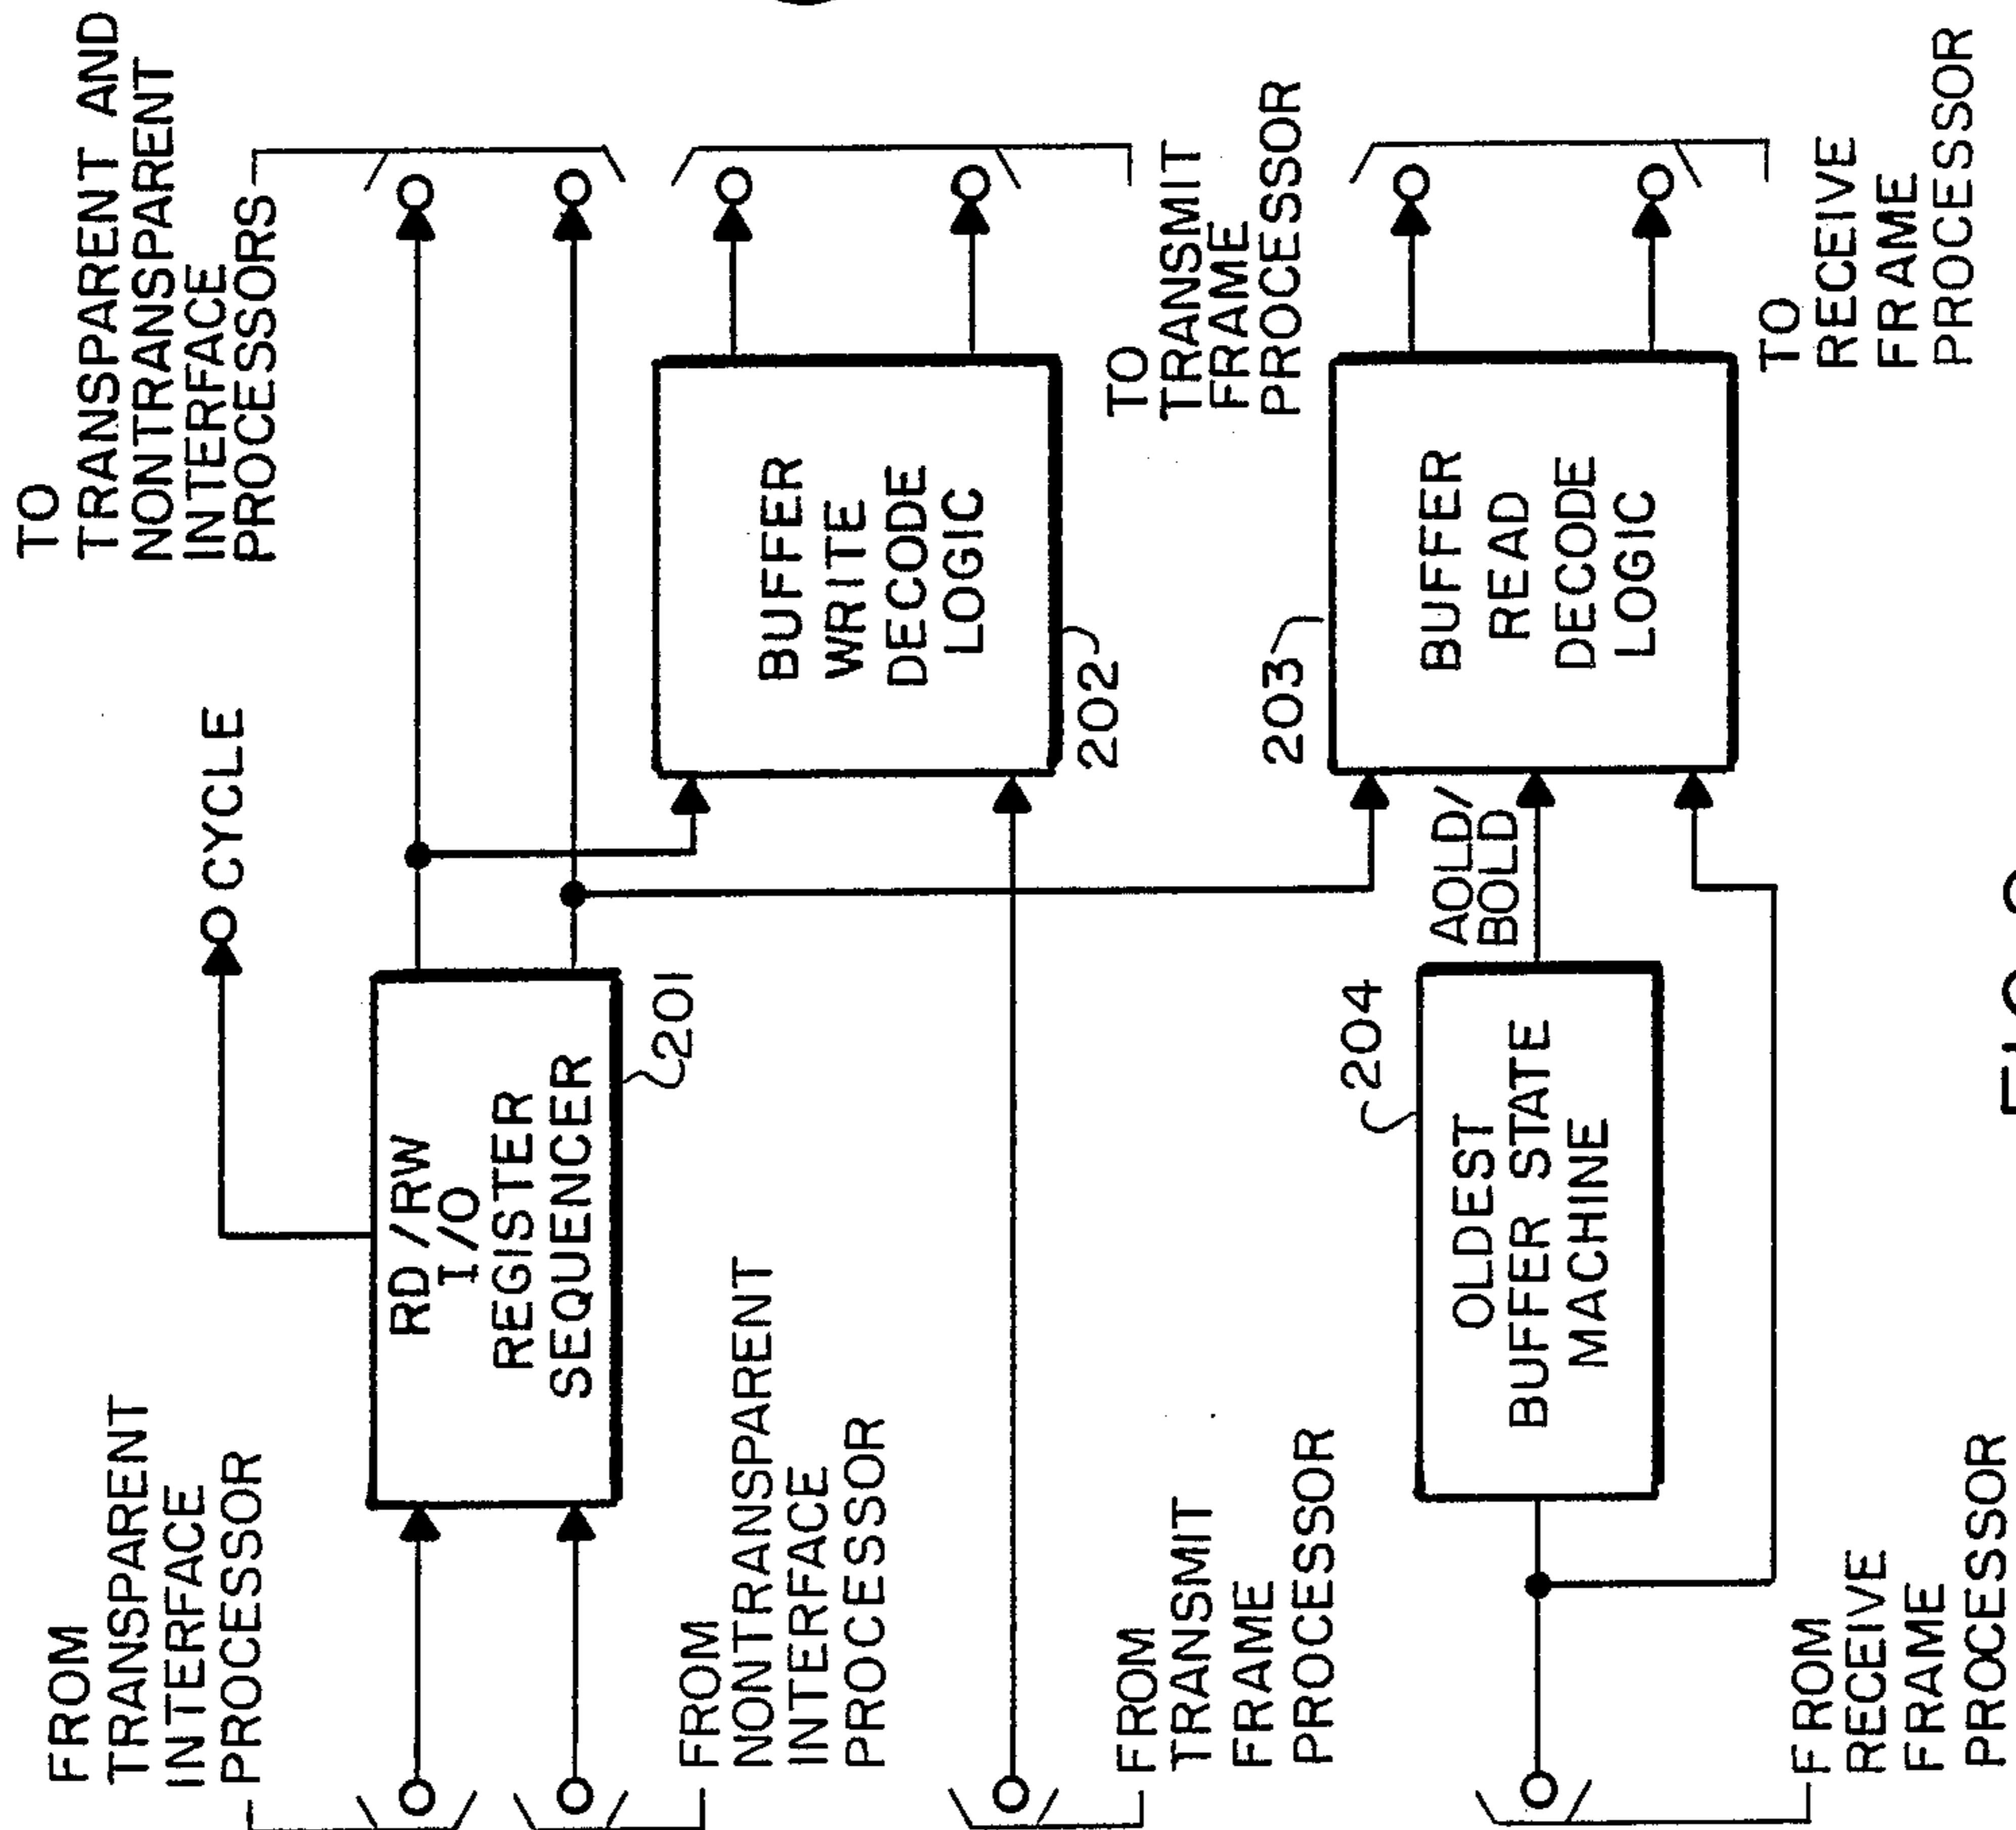 FROM
TRANSPARENT
INTERFACE
PROCESSOR
FROM
NONTRANSPARENT
INTERFACE
PROCESSOR
FROM
TRANSMIT
FRAME
PROCESSOR
FROM
RECEIVE
FRAME
PROCESSOR
RD/RW
I/O
REGISTER
SEQUENCER
201
CYCLE
OLDEST
BUFFER STATE
MACHINE
204
AOLD/
BOLD
BUFFER
WRITE
DECODE
LOGIC
202
BUFFER
READ
DECODE
LOGIC
203
TO
TRANSPARENT AND
NONTRANSPARENT
INTERFACE
PROCESSORS
TO
TRANSMIT
FRAME
PROCESSOR
TO
RECEIVE
FRAME
PROCESSOR